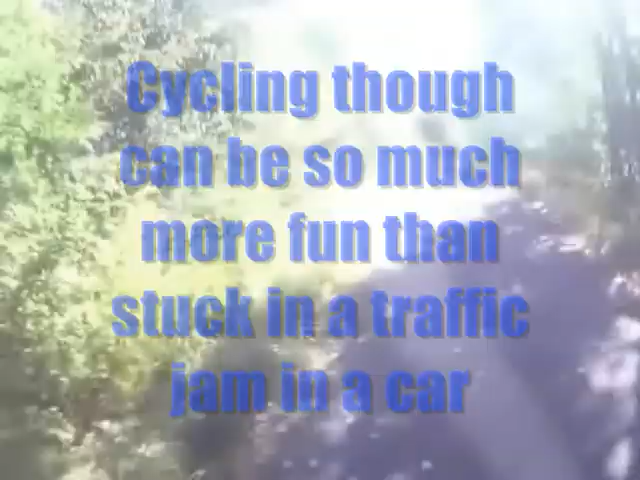 Cycling though
can be so much
more fun than
stuck in a traffic
jam in a car